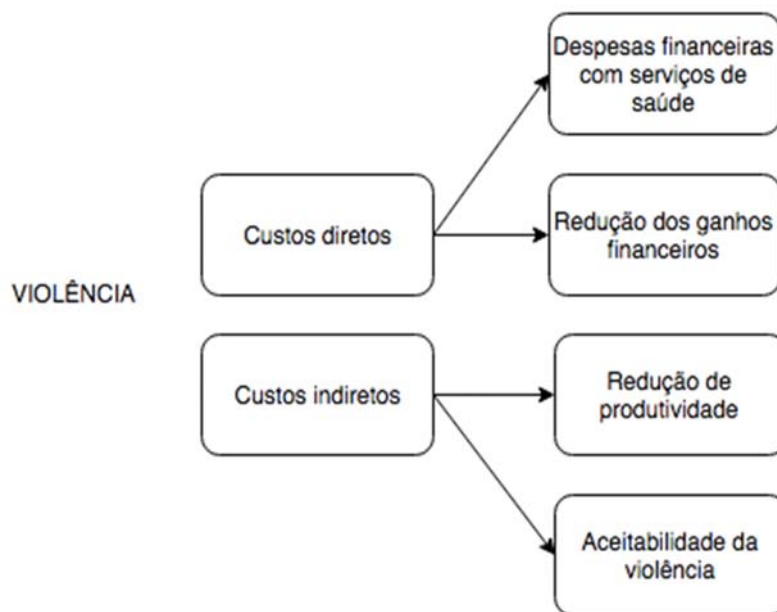 Despesas financeiras
com serviços de
saúde
Custos diretos
Redução dos ganhos
financeiros
VIOLÊNCIA
Custos indiretos
Redução de
produtividade
Aceitabilidade da
violência